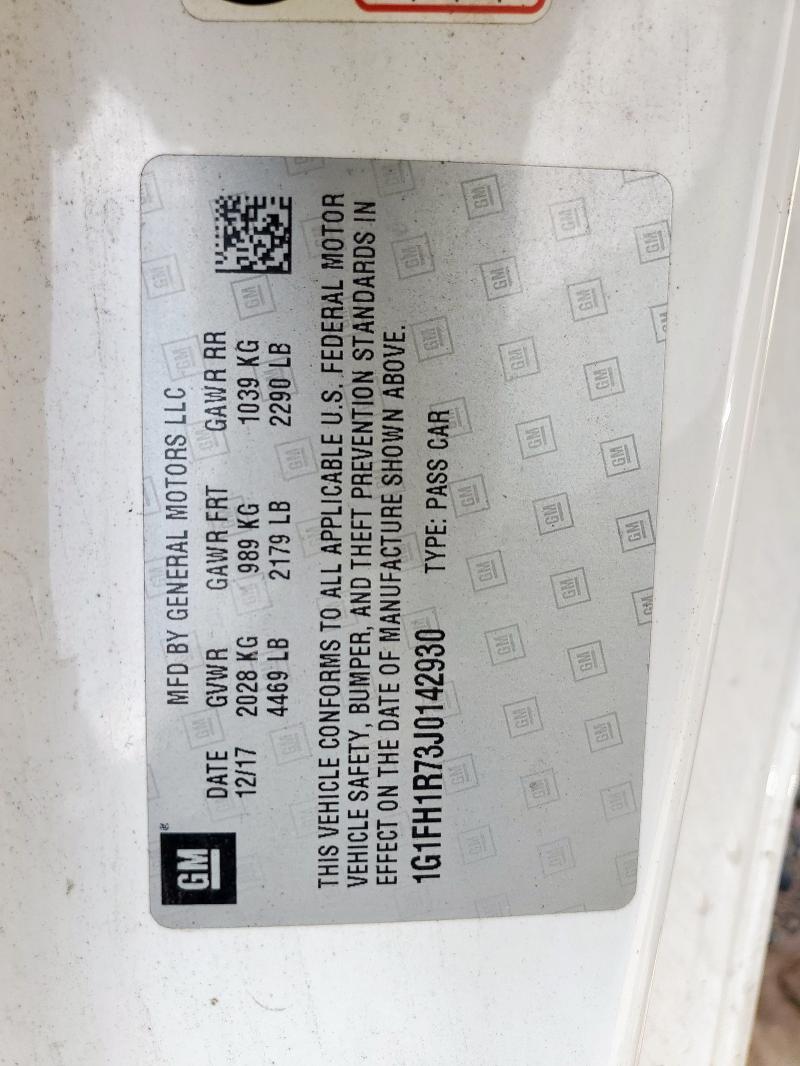 GM®
MFD BY GENERAL MOTORS LLC
DATE GVWR GAWR FRT GAWR RR
12/17 2028 KG 989 KG 1039 KG
4469 LB 2179 LB 2290 LB
THIS VEHICLE CONFORMS TO ALL APPLICABLE U.S. FEDERAL MOTOR
VEHICLE SAFETY, BUMPER, AND THEFT PREVENTION STANDARDS IN
EFFECT ON THE DATE OF MANUFACTURE SHOWN ABOVE.
1G1FH1R73J0142930 TYPE: PASS CAR